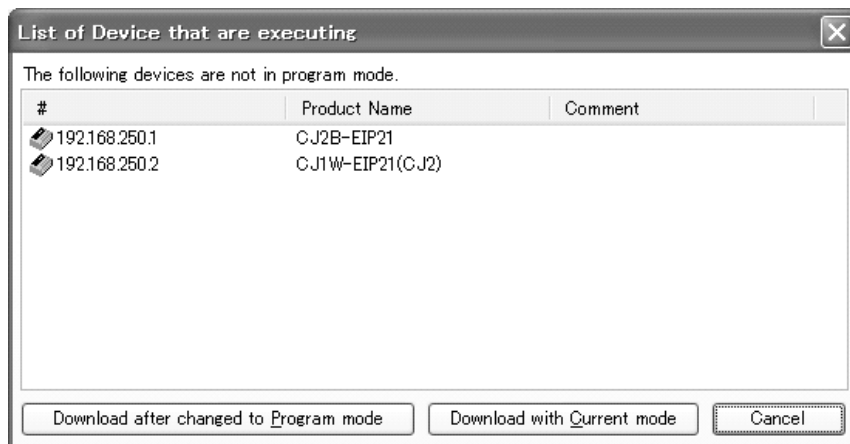 List of Device that are executing
The following devices are not in program mode.
# Product Name Comment
192.168.250.1 CJ2B-EIP21
192.168.250.2 CJ1W-EIP21(CJ2)
Download after changed to Program mode Download with Current mode Cancel